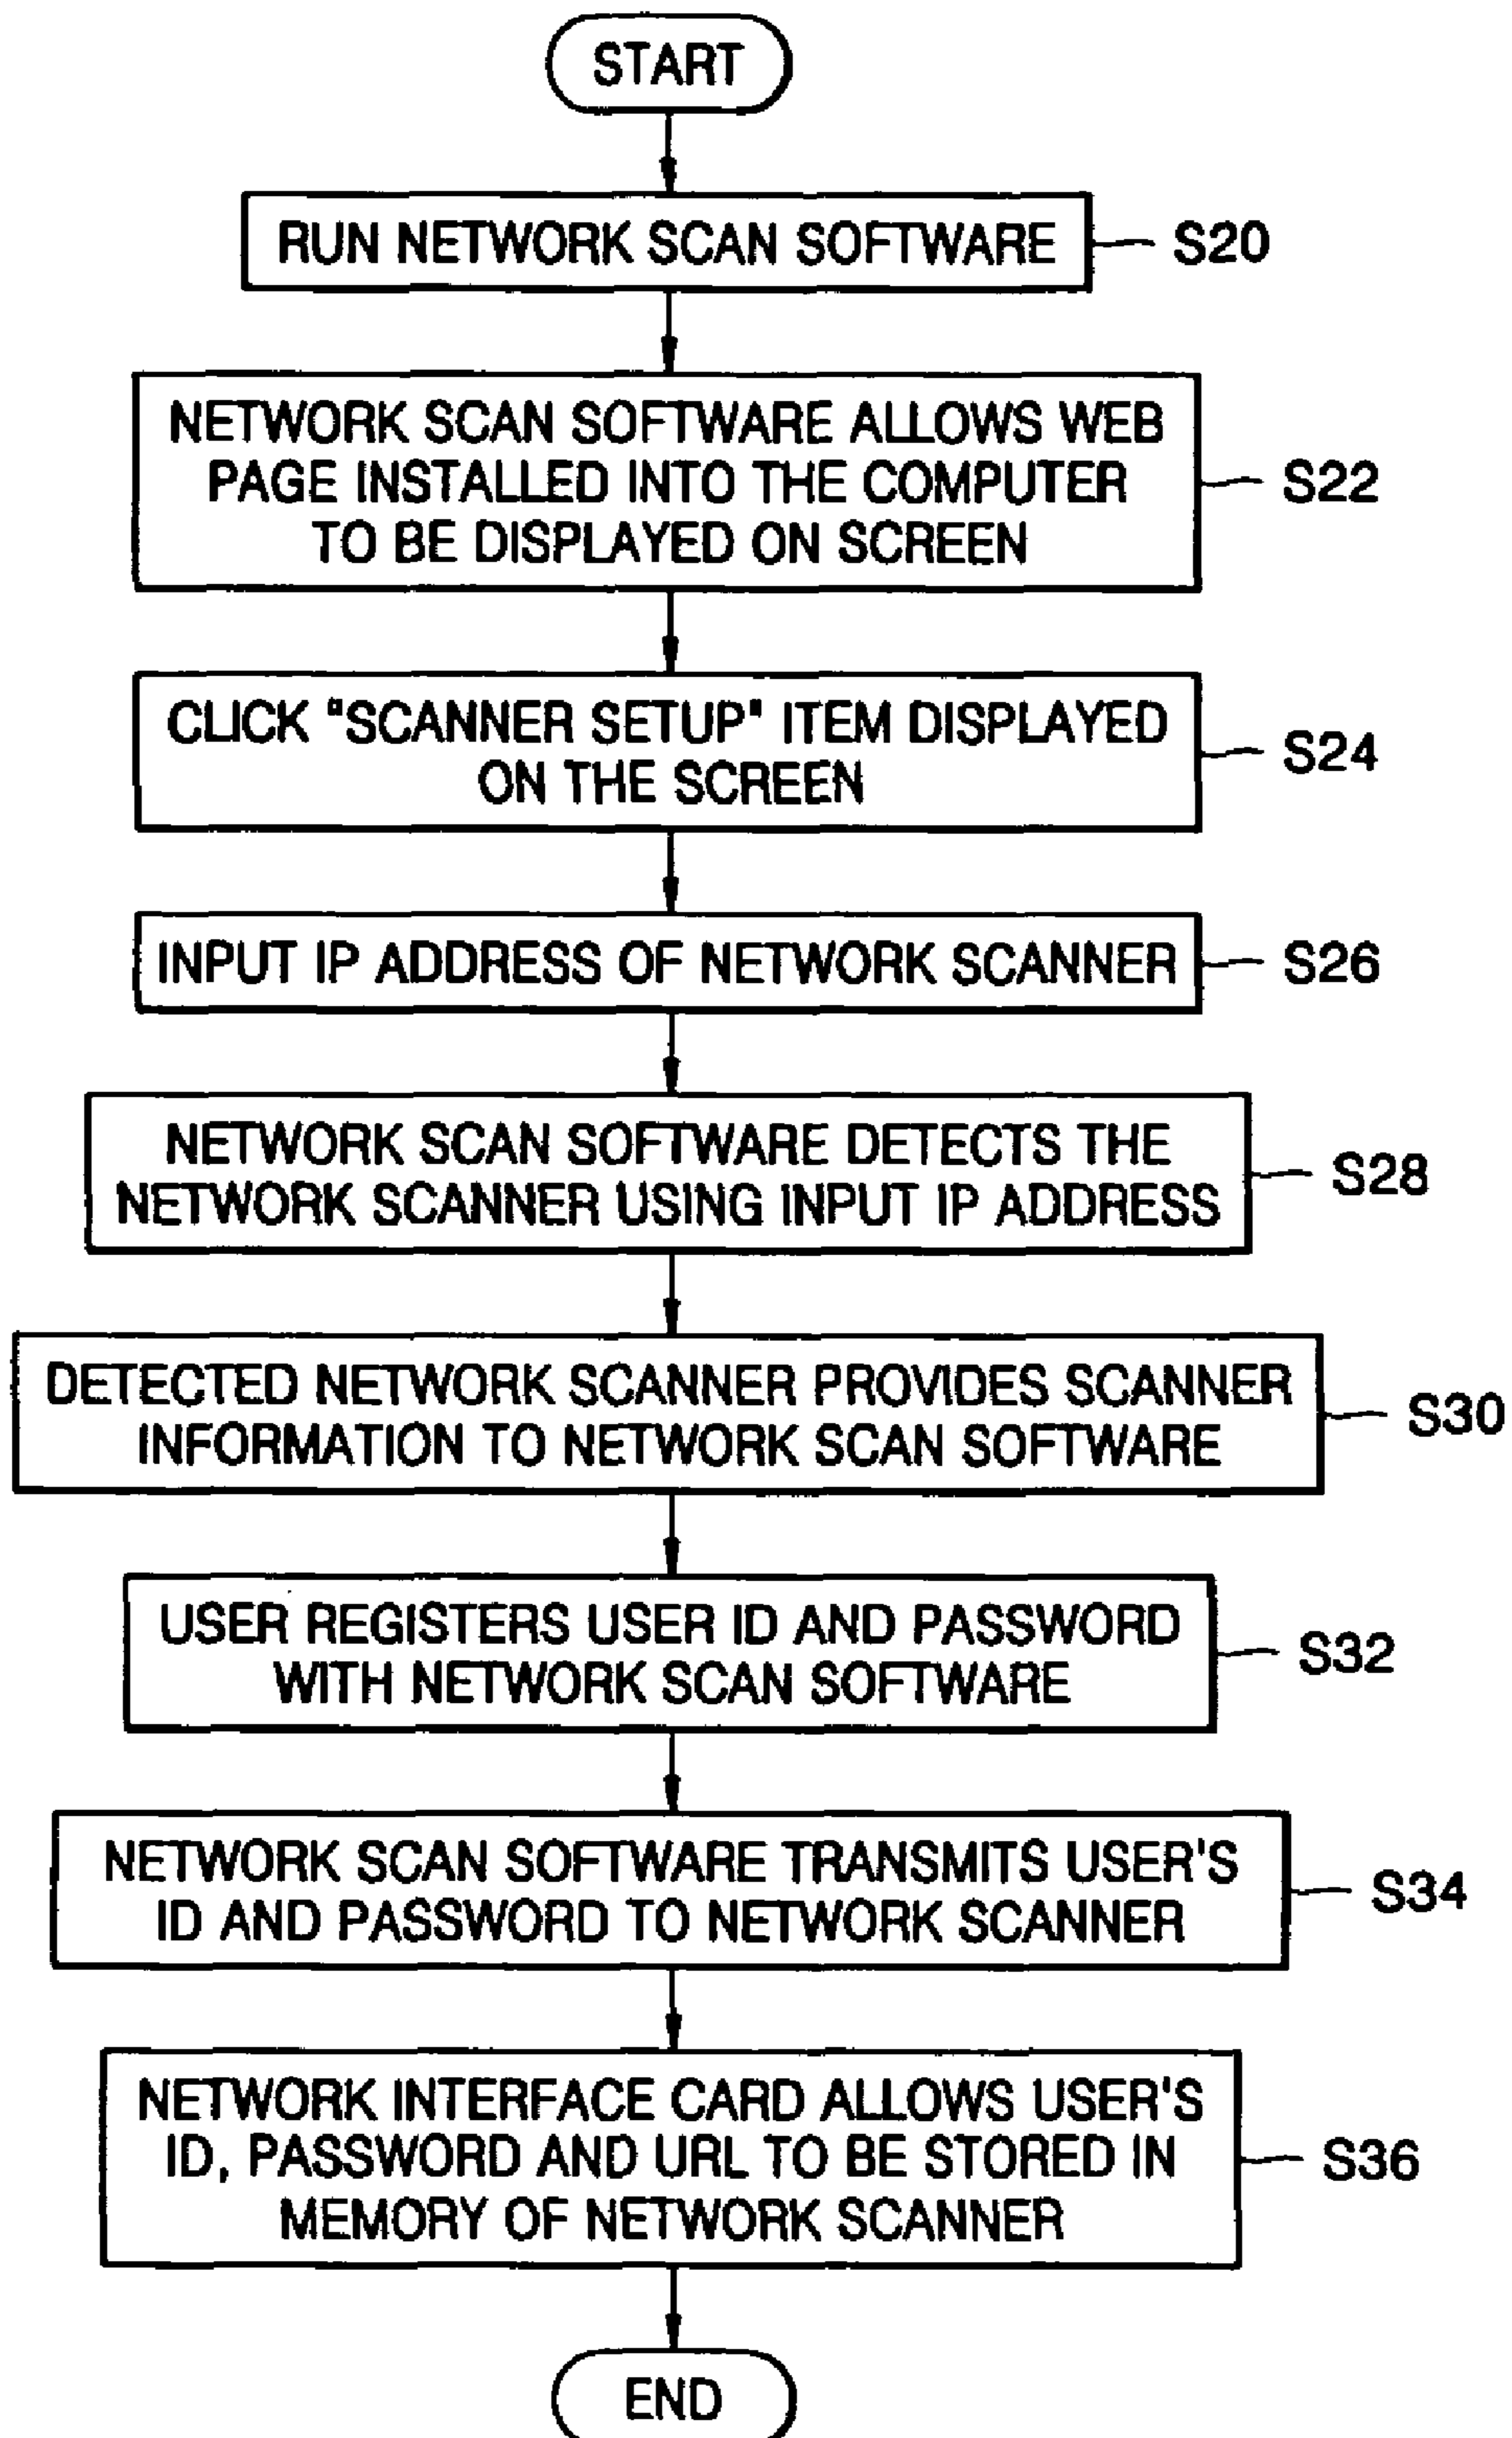 START
RUN NETWORK SCAN SOFTWARE
S20
NETWORK SCAN SOFTWARE ALLOWS WEB
PAGE INSTALLED INTO THE COMPUTER
TO BE DISPLAYED ON SCREEN
S22
CLICK "SCANNER SETUP" ITEM DISPLAYED
ON THE SCREEN
S24
INPUT IP ADDRESS OF NETWORK SCANNER
S26
NETWORK SCAN SOFTWARE DETECTS THE
NETWORK SCANNER USING INPUT IP ADDRESS
S28
DETECTED NETWORK SCANNER PROVIDES SCANNER
INFORMATION TO NETWORK SCAN SOFTWARE
S30
USER REGISTERS USER ID AND PASSWORD
WITH NETWORK SCAN SOFTWARE
S32
NETWORK SCAN SOFTWARE TRANSMITS USER'S
ID AND PASSWORD TO NETWORK SCANNER
S34
NETWORK INTERFACE CARD ALLOWS USER'S
ID, PASSWORD AND URL TO BE STORED IN
MEMORY OF NETWORK SCANNER
S36
END